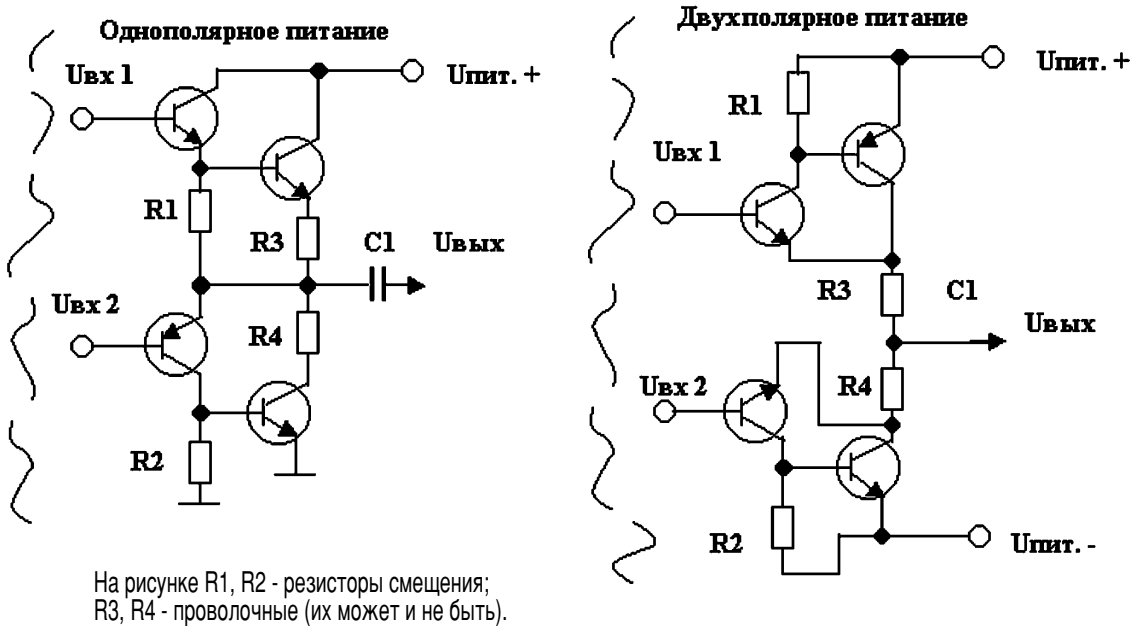 Однополярное питание
Uвх 1
Uпит. +
R1
R3
C1
Uвых
Uвх 2
R4
R2
Двухполярное питание
Uпит. +
R1
Uвх 1
R3
C1
Uвых
Uвх 2
R4
R2
Uпит. -
На рисунке R1, R2 - резисторы смещения;
R3, R4 - проволочные (их может и не быть).